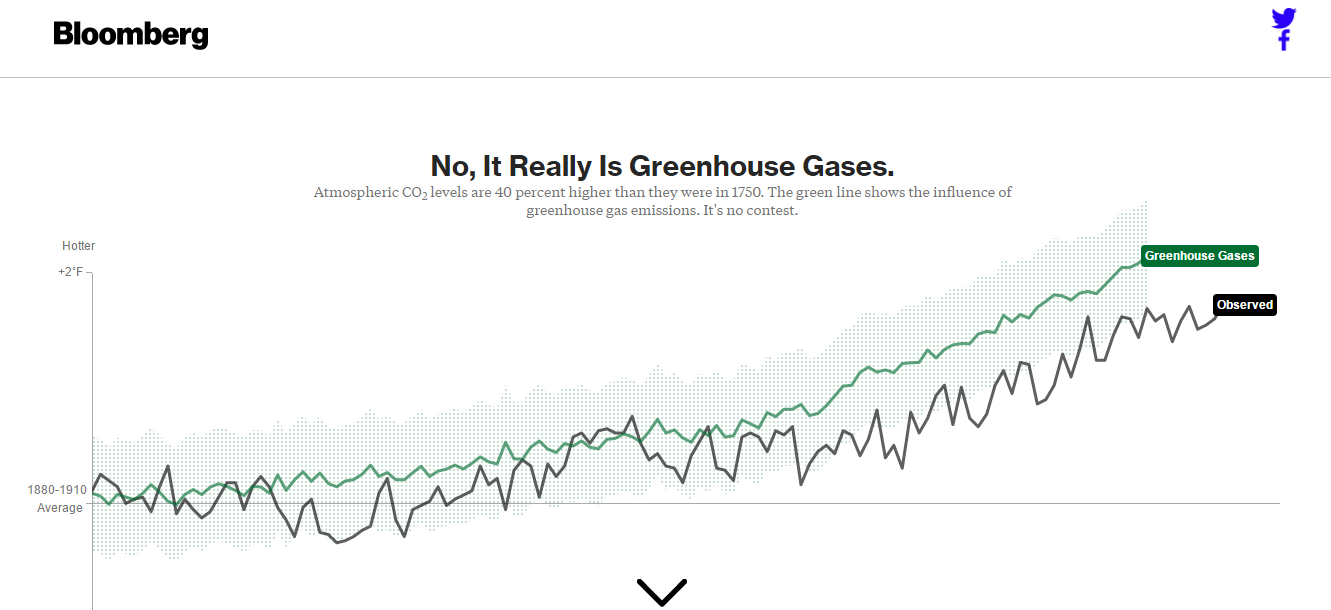 Bloomberg
No, It Really Is Greenhouse Gases.
Atmospheric CO₂ levels are 40 percent higher than they were in 1750. The green line shows the influence of
greenhouse gas emissions. It's no contest.
Hotter
+2°F
Greenhouse Gases
Observed
1880-1910
Average